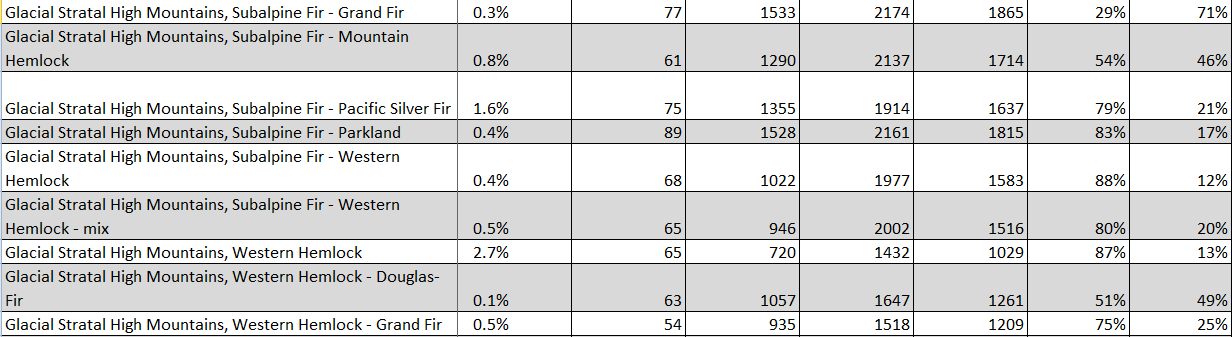 Glacial Stratal High Mountains, Subalpine Fir - Grand Fir 0.3% 77 1533 2174 1865 29% 71%
Glacial Stratal High Mountains, Subalpine Fir - Mountain
Hemlock 0.8% 61 1290 2137 1714 54% 46%
Glacial Stratal High Mountains, Subalpine Fir - Pacific Silver Fir 1.6% 75 1355 1914 1637 79% 21%
Glacial Stratal High Mountains, Subalpine Fir - Parkland 0.4% 89 1528 2161 1815 83% 17%
Glacial Stratal High Mountains, Subalpine Fir - Western
Hemlock 0.4% 68 1022 1977 1583 88% 12%
Glacial Stratal High Mountains, Subalpine Fir - Western
Hemlock - mix 0.5% 65 946 2002 1516 80% 20%
Glacial Stratal High Mountains, Western Hemlock 2.7% 65 720 1432 1029 87% 13%
Glacial Stratal High Mountains, Western Hemlock - Douglas-
Fir 0.1% 63 1057 1647 1261 51% 49%
Glacial Stratal High Mountains, Western Hemlock - Grand Fir 0.5% 54 935 1518 1209 75% 25%